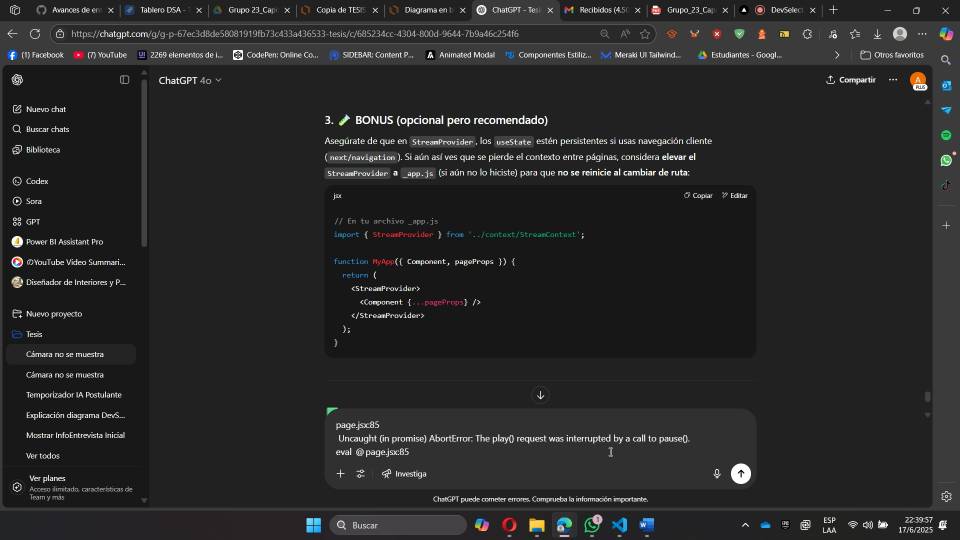 Avances en
Tablero DSA -
Grupo 23_Cap
Copia de TESIS
Diagrama en b
ChatGPT - Tesi
Recibidos (4.50
Grupo_23_Cap
DevSelect
https://chatgpt.com/g/g-p-67ec3d8de58081919fb73c433a436533-tesis/c/685234cc-4304-800d-9644-7b9a46c254f6
(1) Facebook
(7) YouTube
2269 elementos de i...
CodePen: Online Co...
SIDEBAR: Content P...
Animated Modal
Componentes Estiliz...
Meraki UI Tailwind...
Estudiantes - Googl...
Otros favoritos
ChatGPT 4o
Compartir
PLUS
Nuevo chat
Buscar chats
Biblioteca
Codex
Sora
GPT
Power BI Assistant Pro
YouTube Video Summari...
Diseñador de Interiores y P...
Nuevo proyecto
Tesis
Cámara no se muestra
Cámara no se muestra
Temporizador IA Postulante
Explicación diagrama DevS...
Mostrar InfoEntrevista Inicial
Ver todos
Ver planes
Acceso ilimitado, características de
Team y más
3. BONUS (opcional pero recomendado)
Asegúrate de que en StreamProvider, los useState estén persistentes si usas navegación cliente
(next/navigation). Si aún así ves que se pierde el contexto entre páginas, considera elevar el
StreamProvider a _app.js (si aún no lo hiciste) para que no se reinicie al cambiar de ruta:
jsx
Copiar
Editar
// En tu archivo _app.js
import { StreamProvider } from '../context/StreamContext';
function MyApp({ Component, pageProps }) {
return (
<StreamProvider>
<Component {...pageProps} />
</StreamProvider>
);
}
page.jsx:85
Uncaught (in promise) AbortError: The play() request was interrupted by a call to pause().
eval @ page.jsx:85
Investiga
ChatGPT puede cometer errores. Comprueba la información importante.
Buscar
1
ESP
LAA
22:39:57
17/6/2025